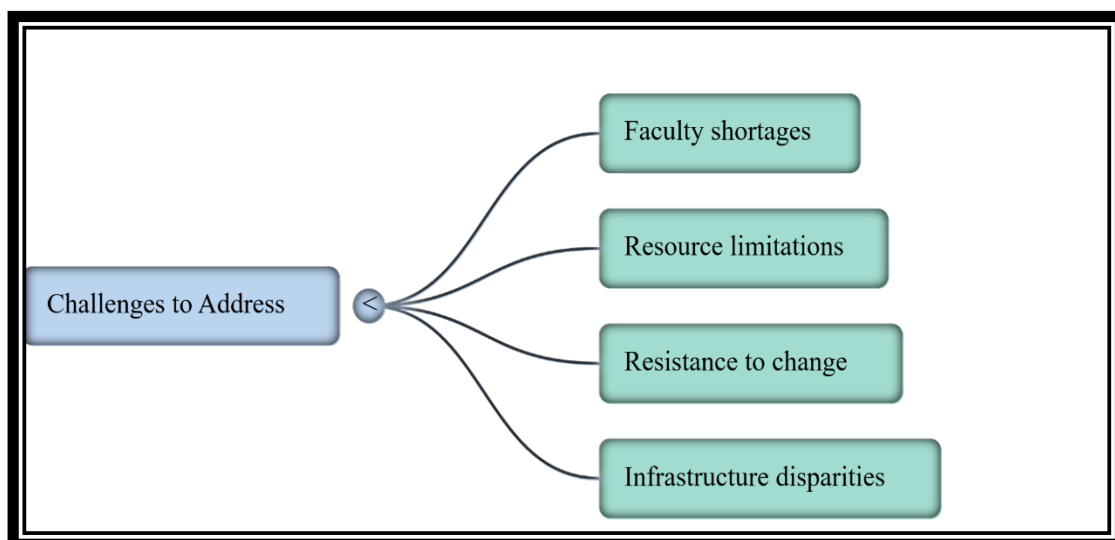 Challenges to Address
<
Faculty shortages
Resource limitations
Resistance to change
Infrastructure disparities